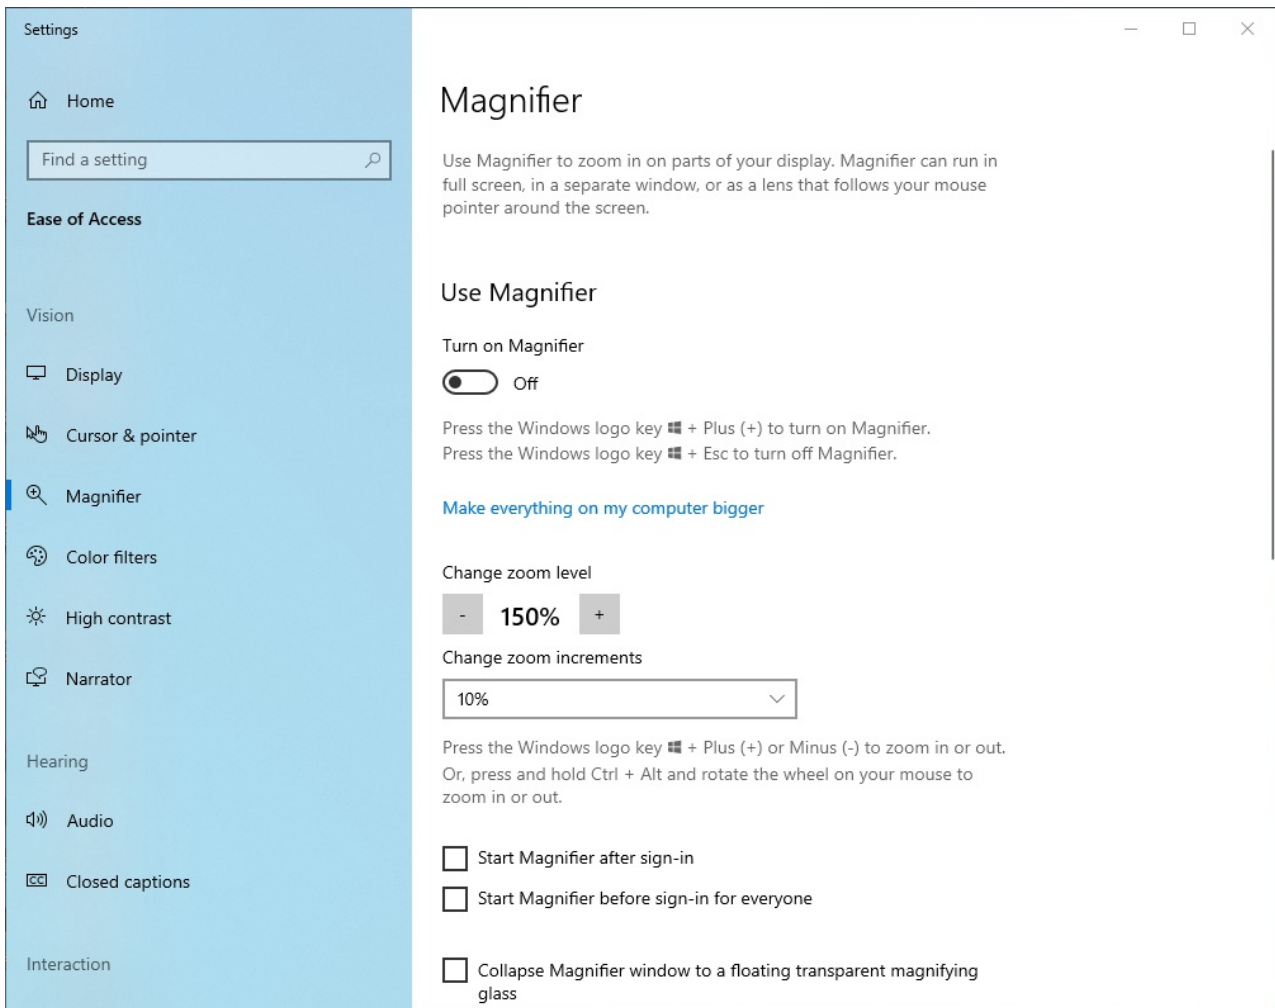 Settings
Home
Find a setting
Ease of Access
Vision
Display
Cursor & pointer
Magnifier
Color filters
High contrast
Narrator
Hearing
Audio
CC Closed captions
Interaction
Magnifier
Use Magnifier to zoom in on parts of your display. Magnifier can run in
full screen, in a separate window, or as a lens that follows your mouse
pointer around the screen.
Use Magnifier
Turn on Magnifier
Off
Press the Windows logo key + Plus (+) to turn on Magnifier.
Press the Windows logo key + Esc to turn off Magnifier.
Make everything on my computer bigger
Change zoom level
- 150% +
Change zoom increments
10%
Press the Windows logo key + Plus (+) or Minus (-) to zoom in or out.
Or, press and hold Ctrl + Alt and rotate the wheel on your mouse to
zoom in or out.
Start Magnifier after sign-in
Start Magnifier before sign-in for everyone
Collapse Magnifier window to a floating transparent magnifying
glass